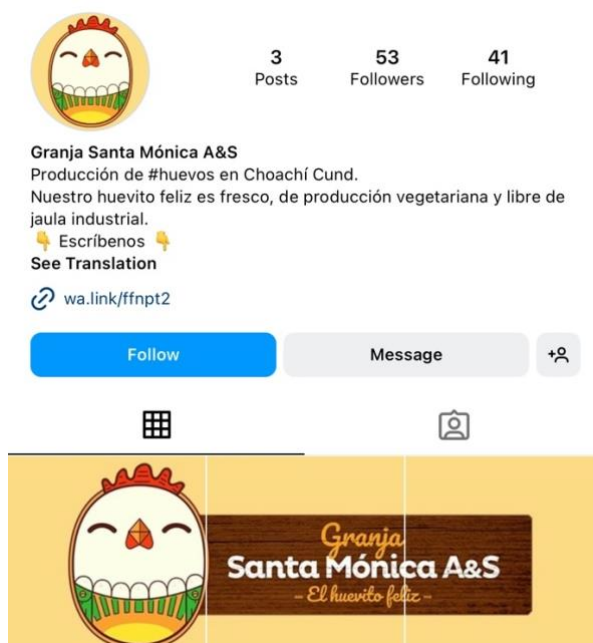 3 53 41
Posts Followers Following
Granja Santa Mónica A&S
Producción de #huevos en Choachí Cund.
Nuestro huevito feliz es fresco, de producción vegetariana y libre de
jaula industrial.
👇 Escríbenos 👇
See Translation
wa.link/ffnpt2
Follow Message
Granja
Santa Mónica A&S
- El huevito feliz -